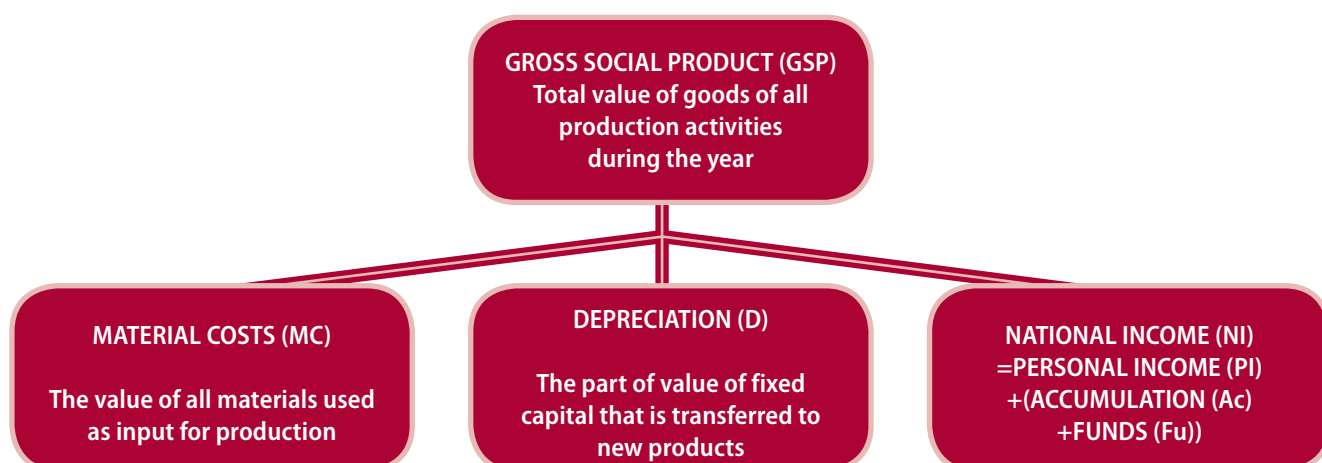 GROSS SOCIAL PRODUCT (GSP)
Total value of goods of all
production activities
during the year
MATERIAL COSTS (MC)
The value of all materials used
as input for production
DEPRECIATION (D)
The part of value of fixed
capital that is transferred to
new products
NATIONAL INCOME (NI)
=PERSONAL INCOME (PI)
+(ACCUMULATION (Ac)
+FUNDS (Fu))